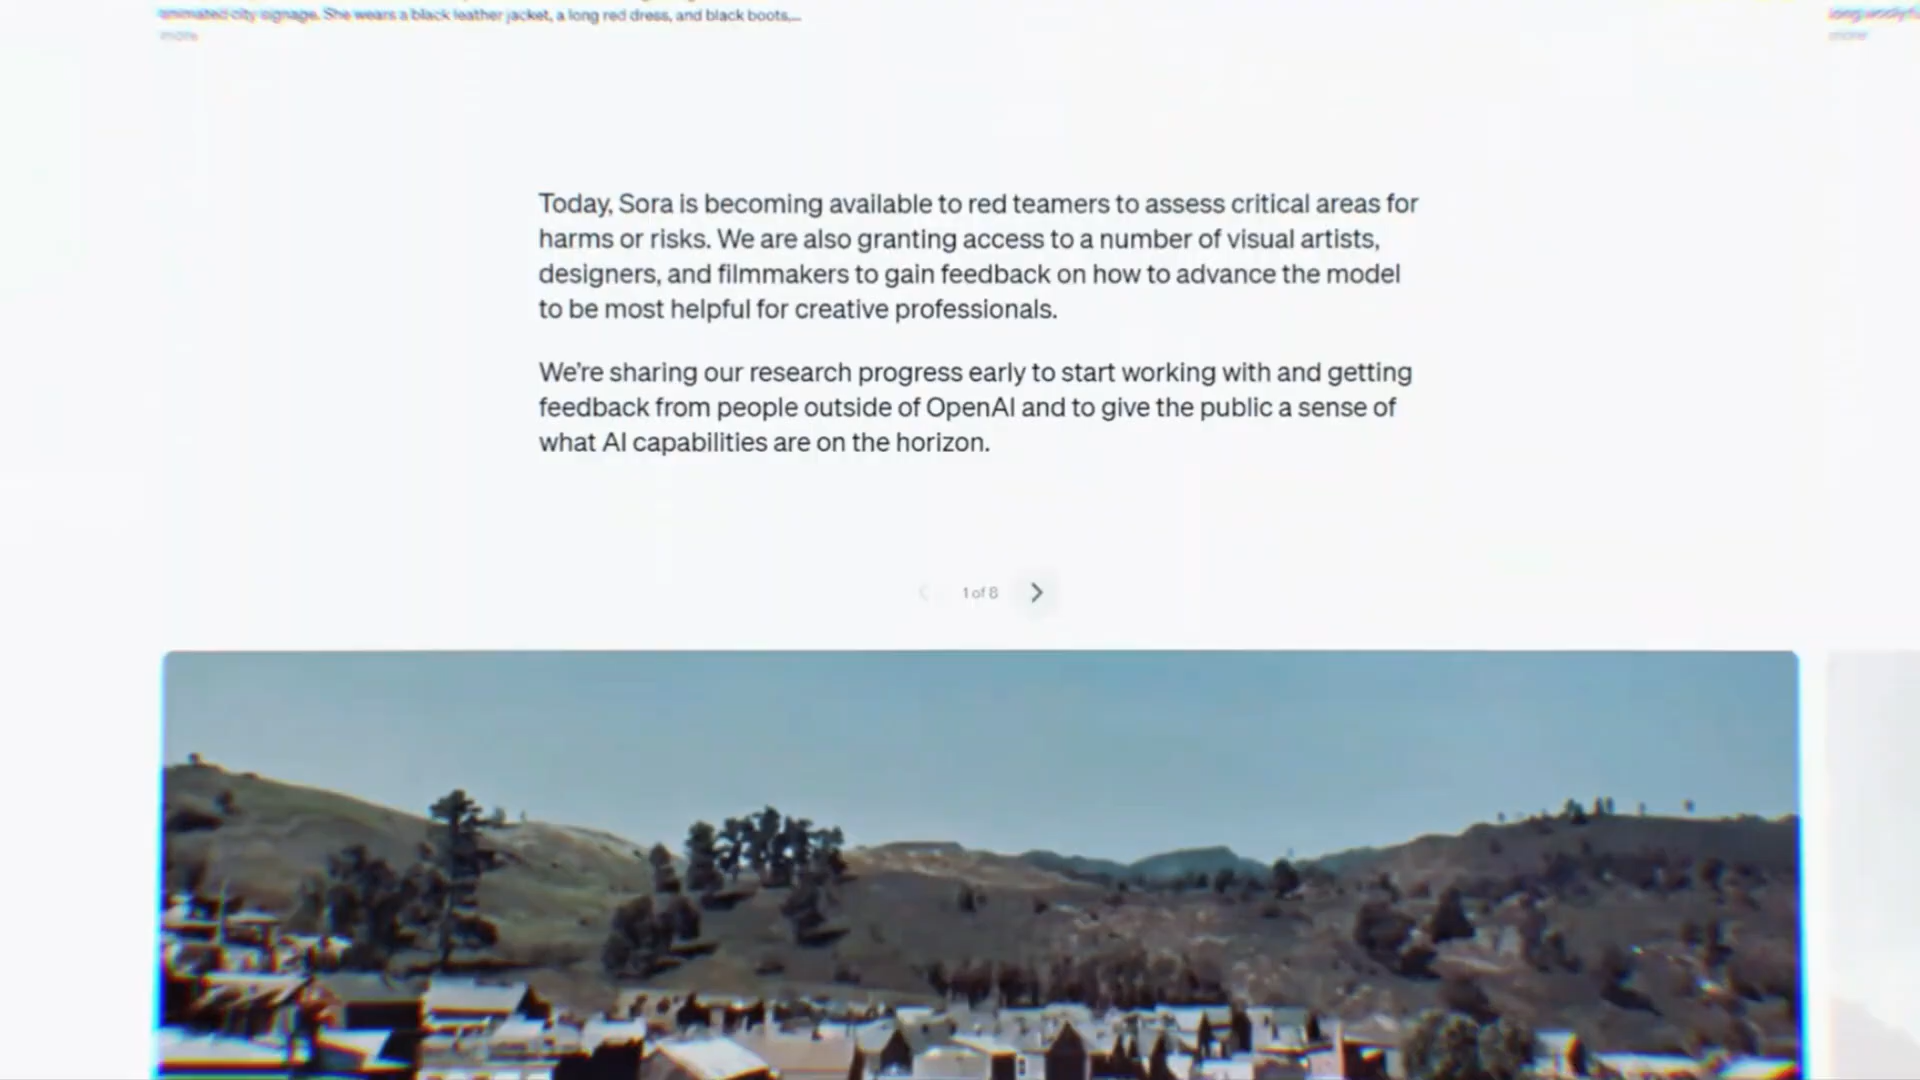 animated city signage. She wears a black leather jacket, a long red dress, and black boots,...
more
more
Today, Sora is becoming available to red teamers to assess critical areas for
harms or risks. We are also granting access to a number of visual artists,
designers, and filmmakers to gain feedback on how to advance the model
to be most helpful for creative professionals.
We're sharing our research progress early to start working with and getting
feedback from people outside of OpenAI and to give the public a sense of
what AI capabilities are on the horizon.
1 of 8